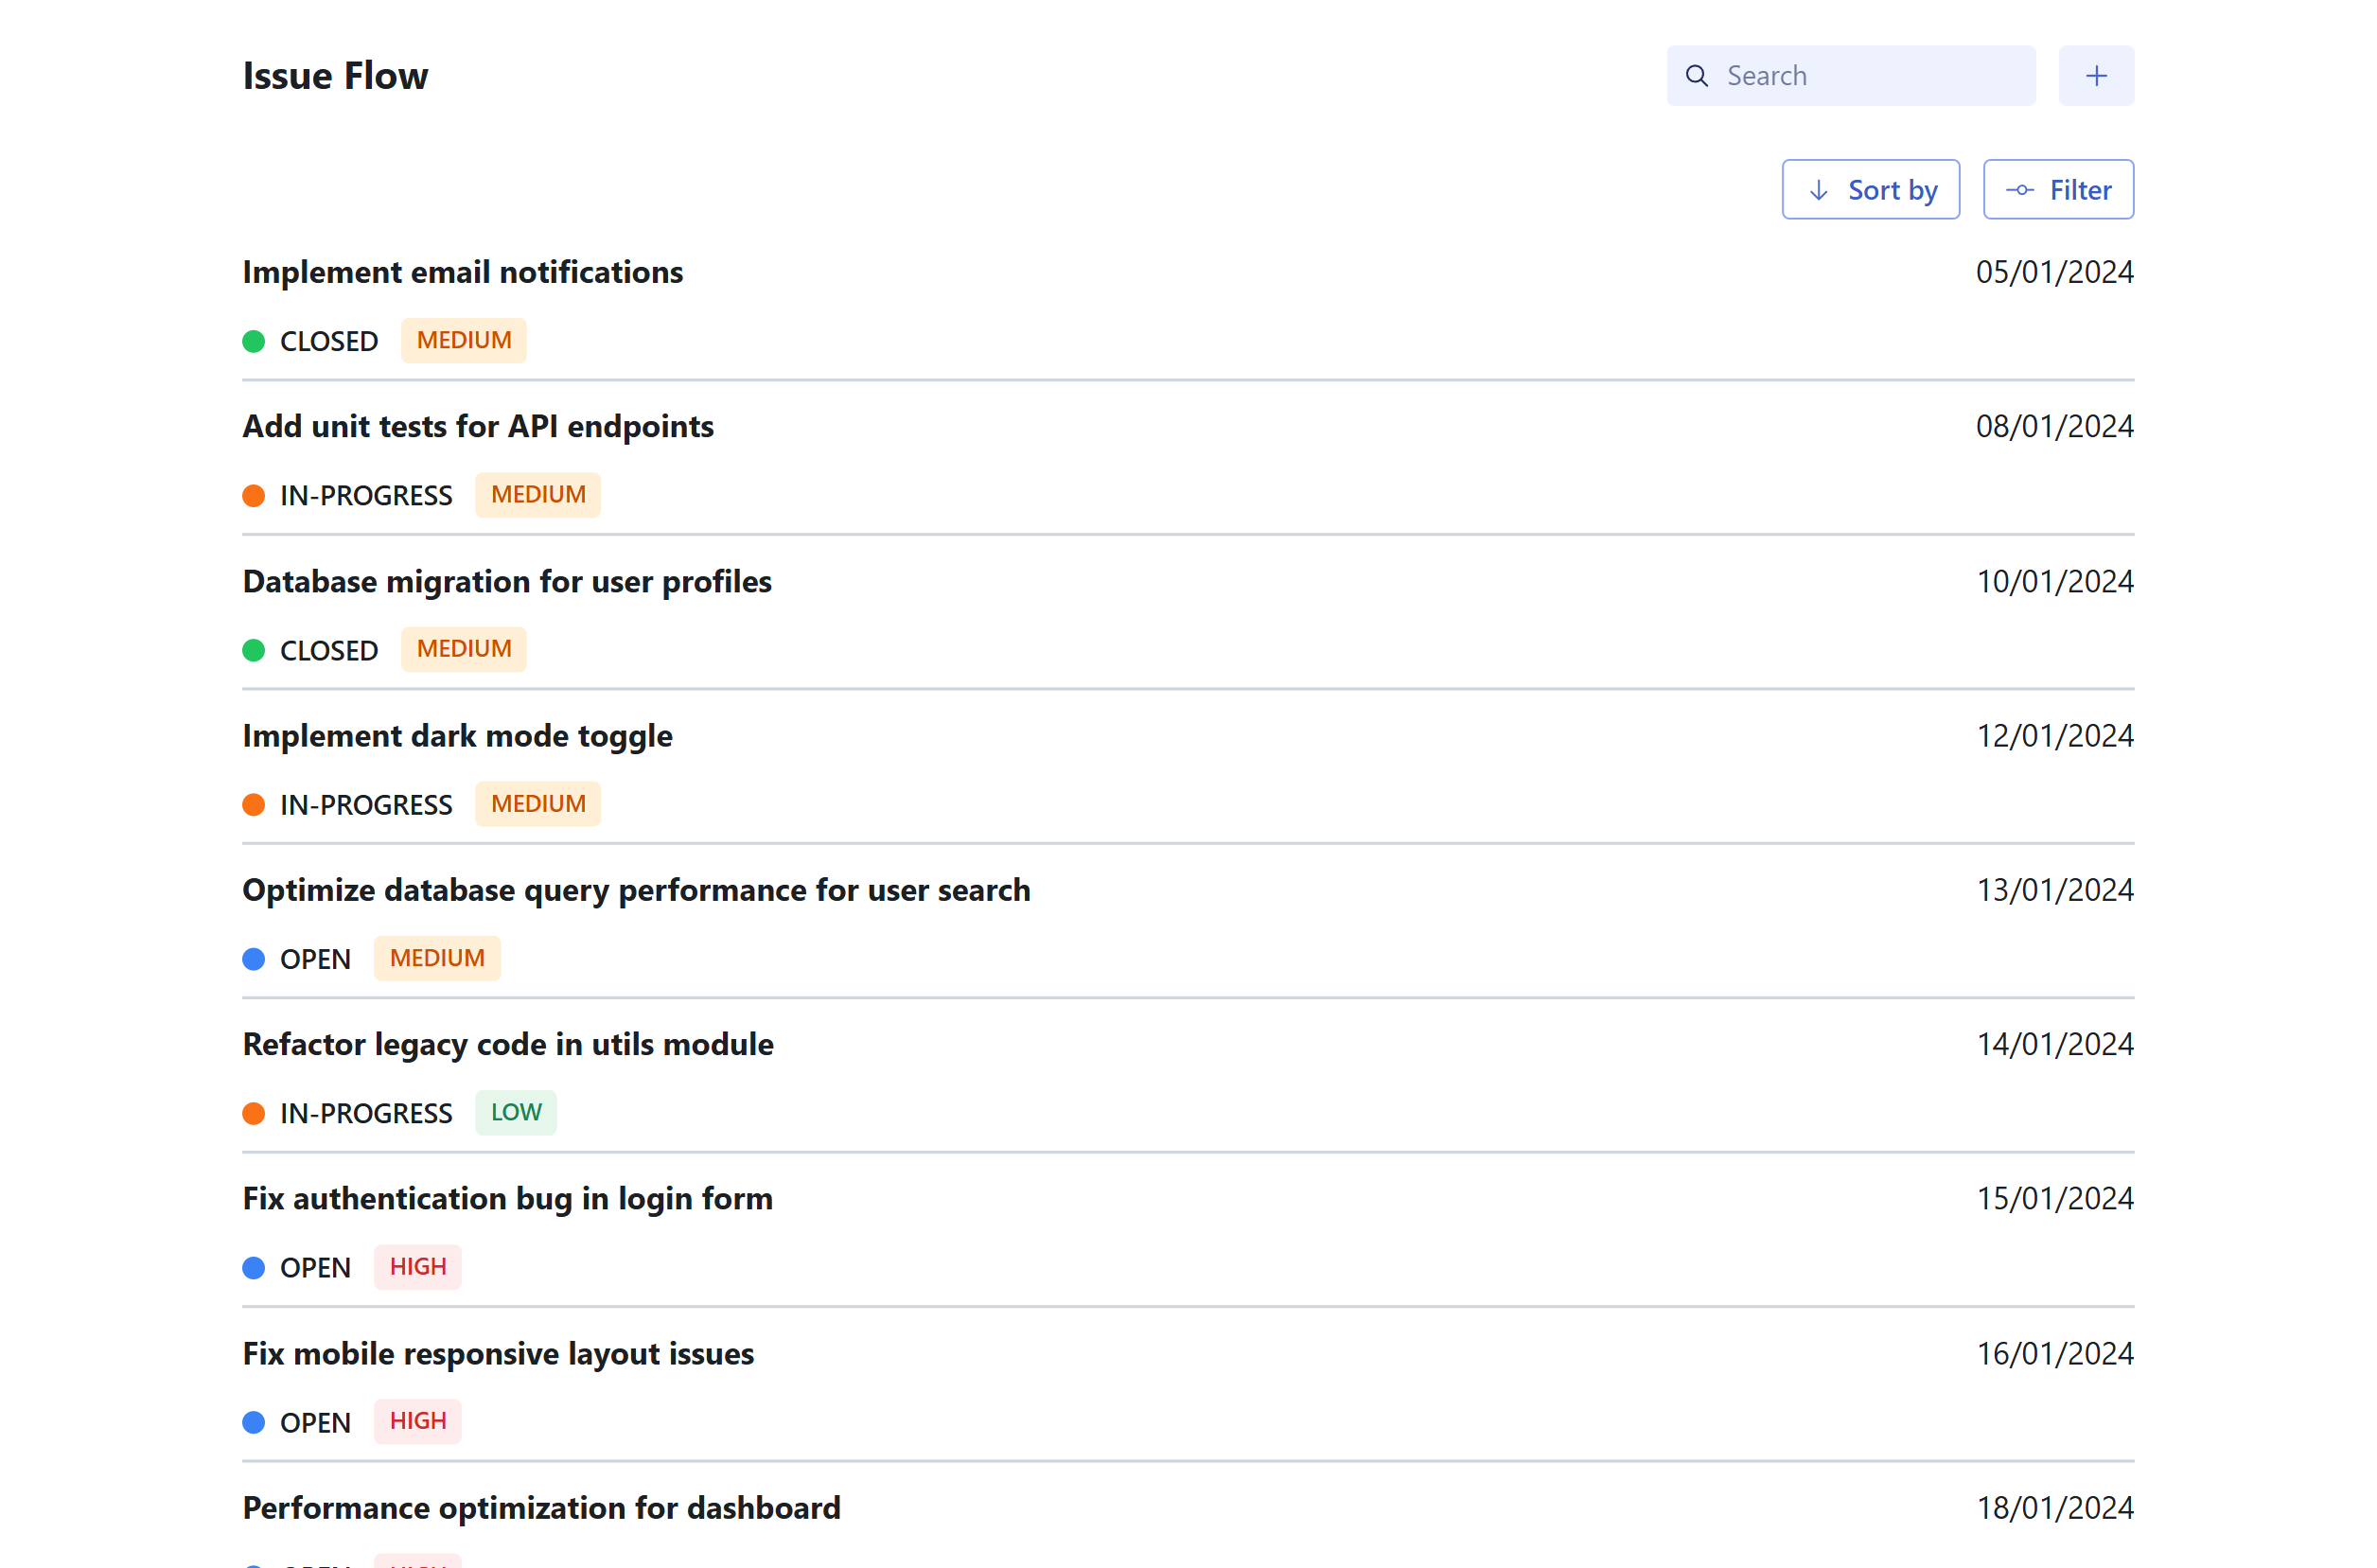 Issue Flow
Search
Sort by
Filter
Implement email notifications
05/01/2024
CLOSED
MEDIUM
Add unit tests for API endpoints
08/01/2024
IN-PROGRESS
MEDIUM
Database migration for user profiles
10/01/2024
CLOSED
MEDIUM
Implement dark mode toggle
12/01/2024
IN-PROGRESS
MEDIUM
Optimize database query performance for user search
13/01/2024
OPEN
MEDIUM
Refactor legacy code in utils module
14/01/2024
IN-PROGRESS
LOW
Fix authentication bug in login form
15/01/2024
OPEN
HIGH
Fix mobile responsive layout issues
16/01/2024
OPEN
HIGH
Performance optimization for dashboard
18/01/2024